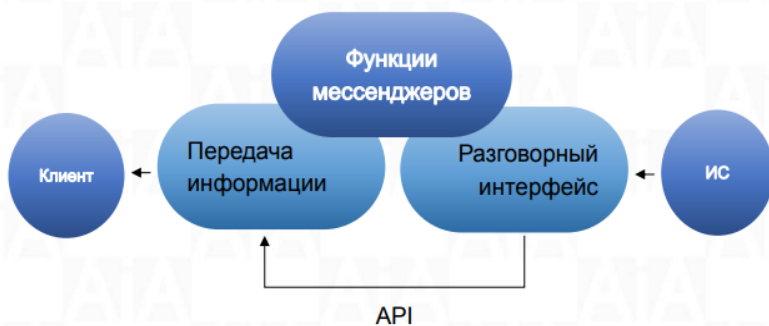 Функции
мессенджеров
Клиент
Передача
информации
Разговорный
интерфейс
ИС
API